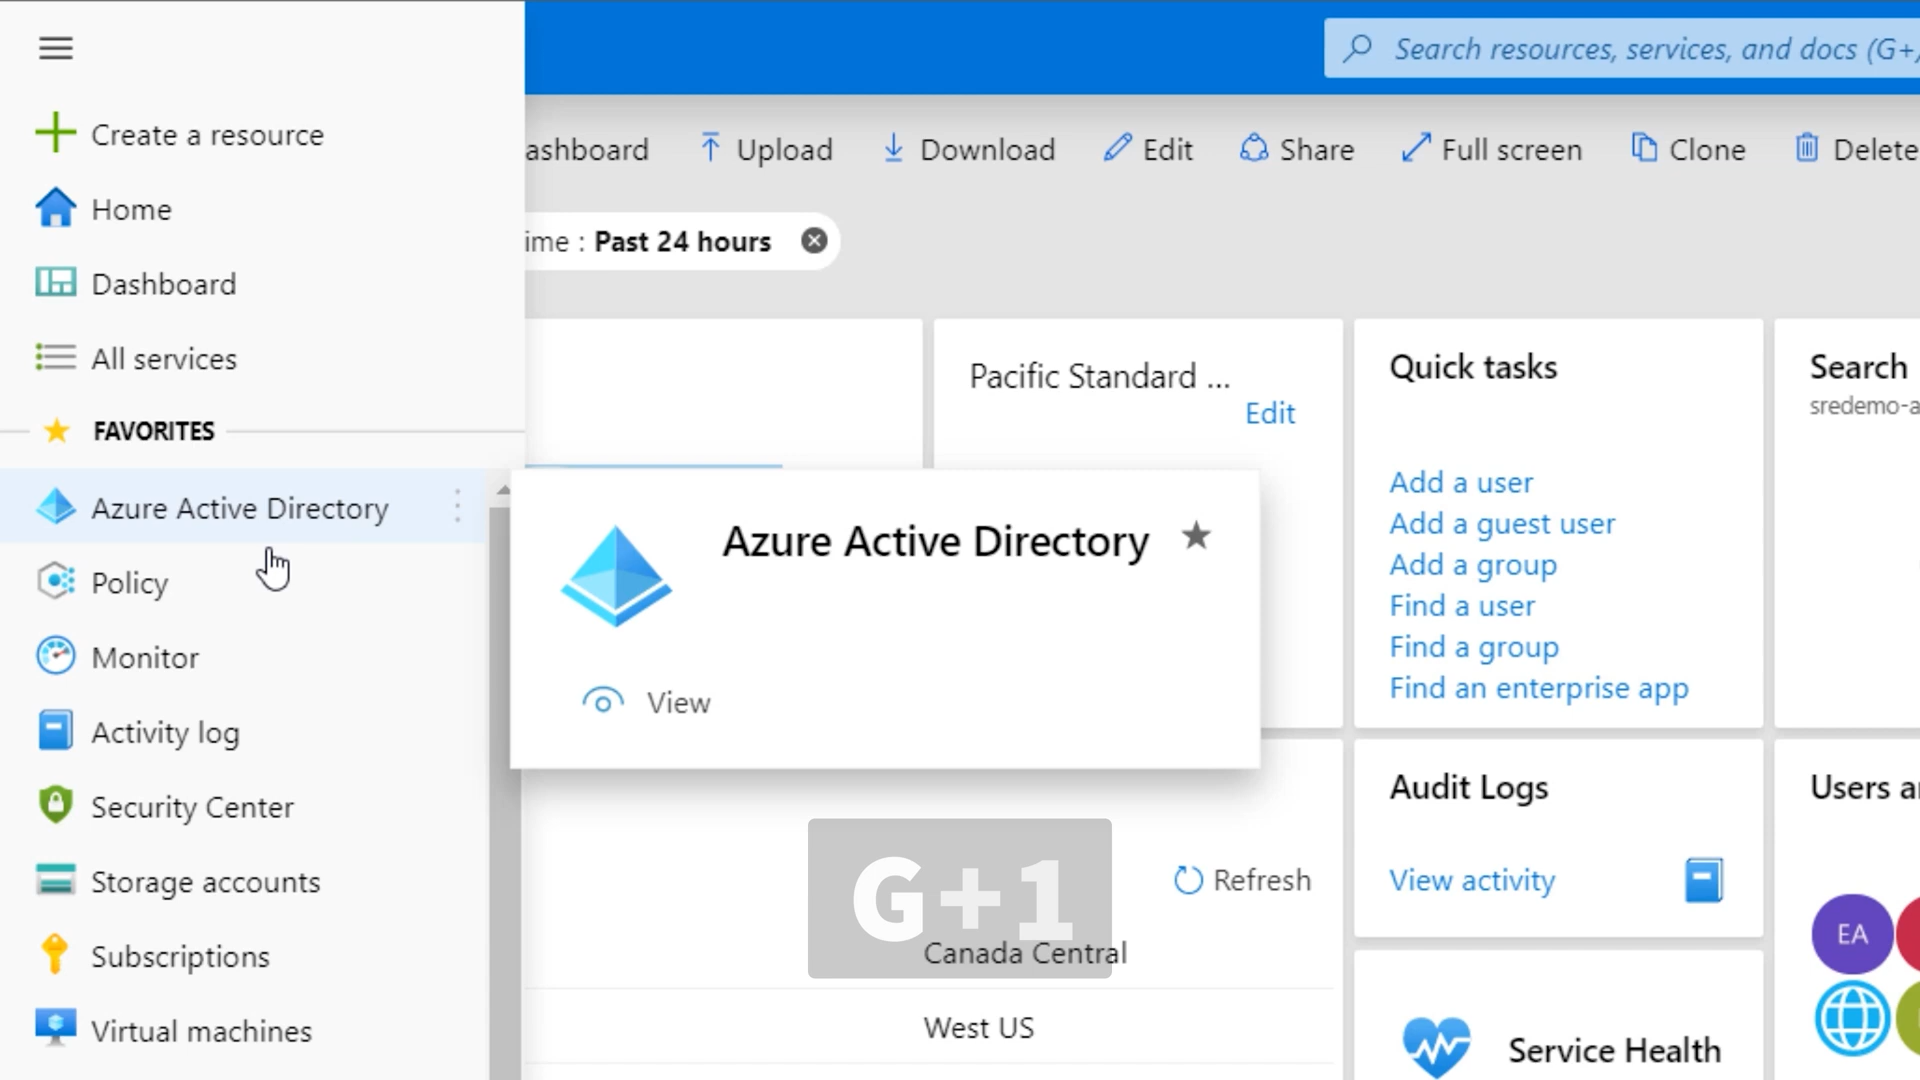 Search resources, services, and docs (G+/
Create a resource
Home
Dashboard
All services
FAVORITES
Azure Active Directory
Policy
Monitor
Activity log
Security Center
Storage accounts
Subscriptions
Virtual machines
ashboard Upload Download Edit Share Full screen Clone Delete
ime : Past 24 hours
Pacific Standard ...
Edit
Azure Active Directory
View
Refresh
G+1
Canada Central
West US
Quick tasks
Add a user
Add a guest user
Add a group
Find a user
Find a group
Find an enterprise app
Audit Logs
View activity
Service Health
Search
sredemo-a
Users a
EA